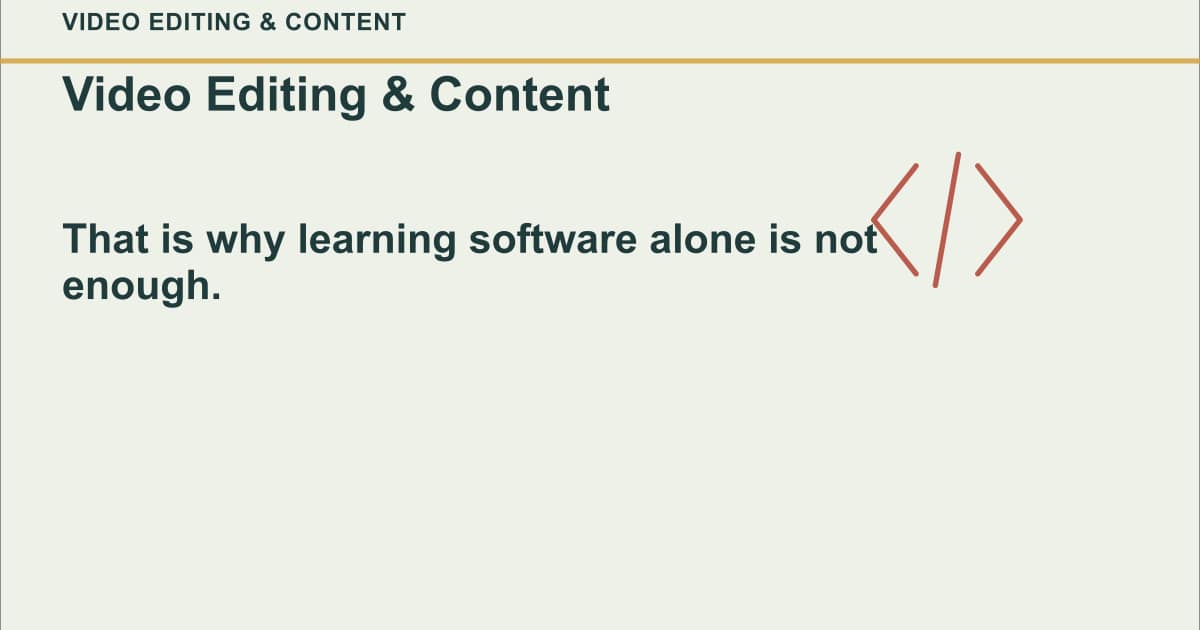 VIDEO EDITING & CONTENT
Video Editing & Content
That is why learning software alone is not
enough.